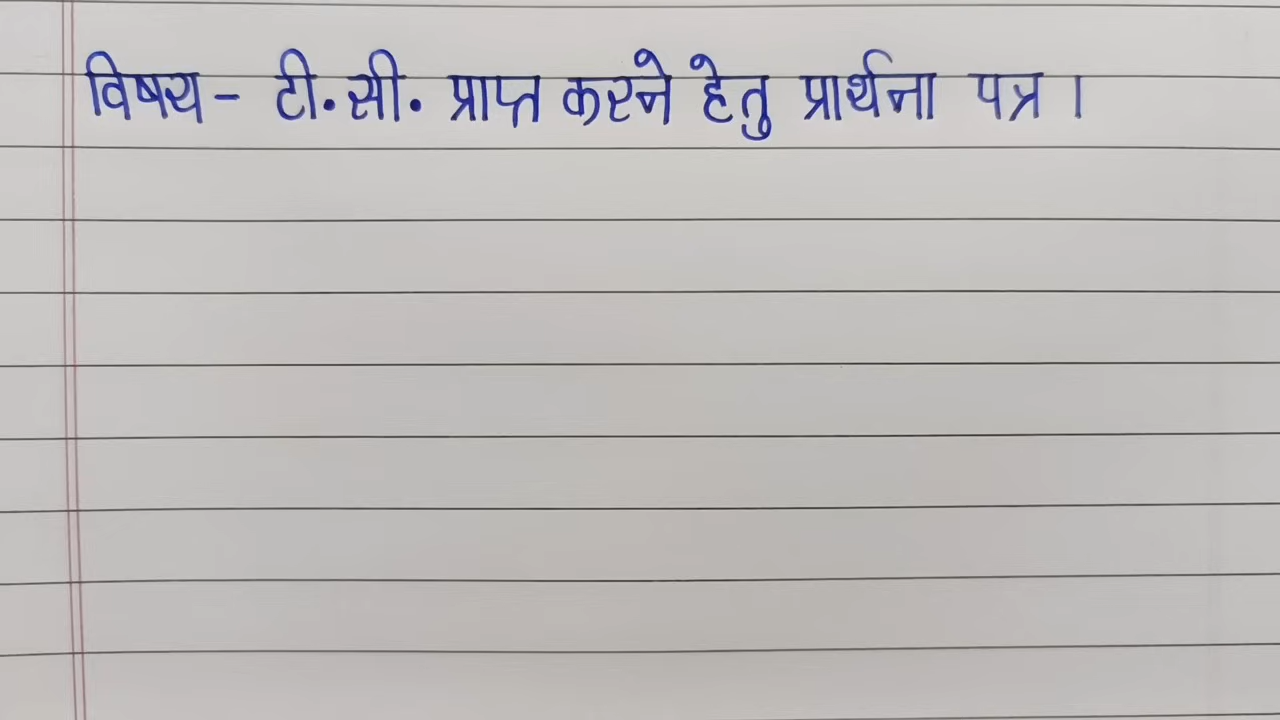 विषय - टी.सी. प्राप्त करने हेतु प्रार्थना पत्र ।